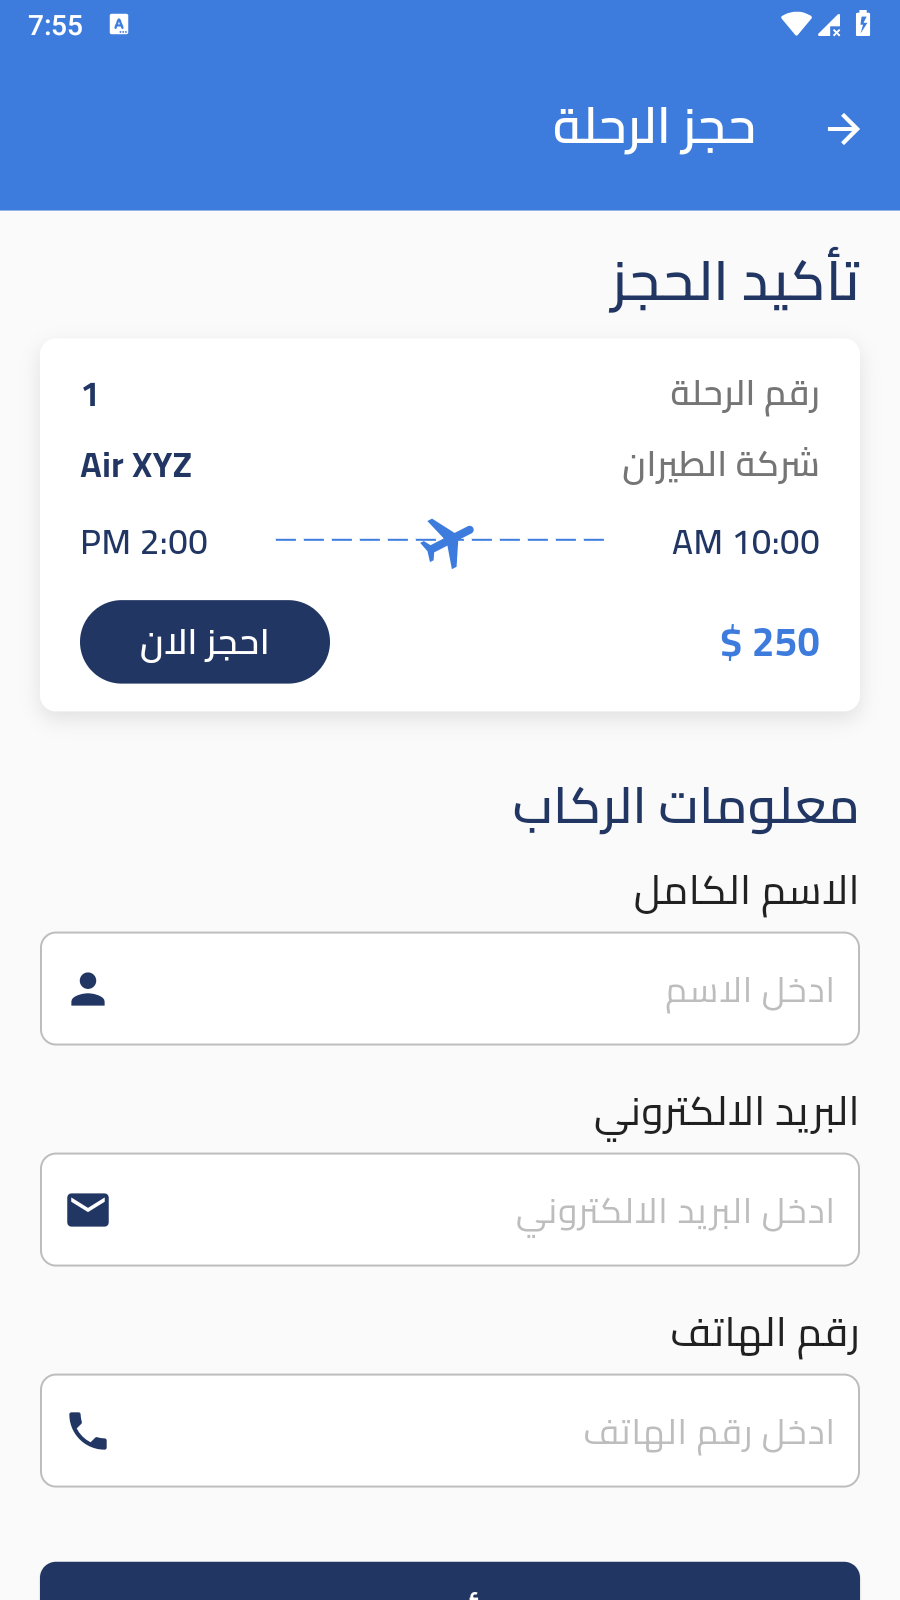 7:55
حجز الرحلة
تأكيد الحجز
رقم الرحلة 1
شركة الطيران Air XYZ
10:00 AM 2:00 PM
250 $ احجز الان
معلومات الركاب
الاسم الكامل
ادخل الاسم
البريد الالكتروني
ادخل البريد الالكتروني
رقم الهاتف
ادخل رقم الهاتف